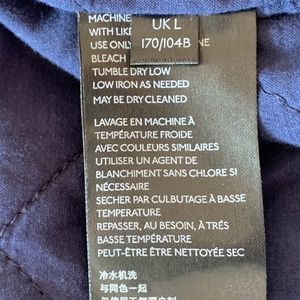 MACHINE
WITH LIKE
UK L
170/104B
USE ONLY
BLEACH
TUMBLE DRY LOW
LOW IRON AS NEEDED
MAY BE DRY CLEANED
LAVAGE EN MACHINE À
TEMPÉRATURE FROIDE
AVEC COULEURS SIMILAIRES
UTILISER UN AGENT DE
BLANCHIMENT SANS CHLORE SI
NÉCESSAIRE
SECHER PAR CULBUTAGE À BASSE
TEMPERATURE
REPASSER, AU BESOIN, À TRÉS
BASSE TEMPÉRATURE
PEUT-ÊTRE ÊTRE NETTOYÉE SEC
冷水机洗
与同色一起